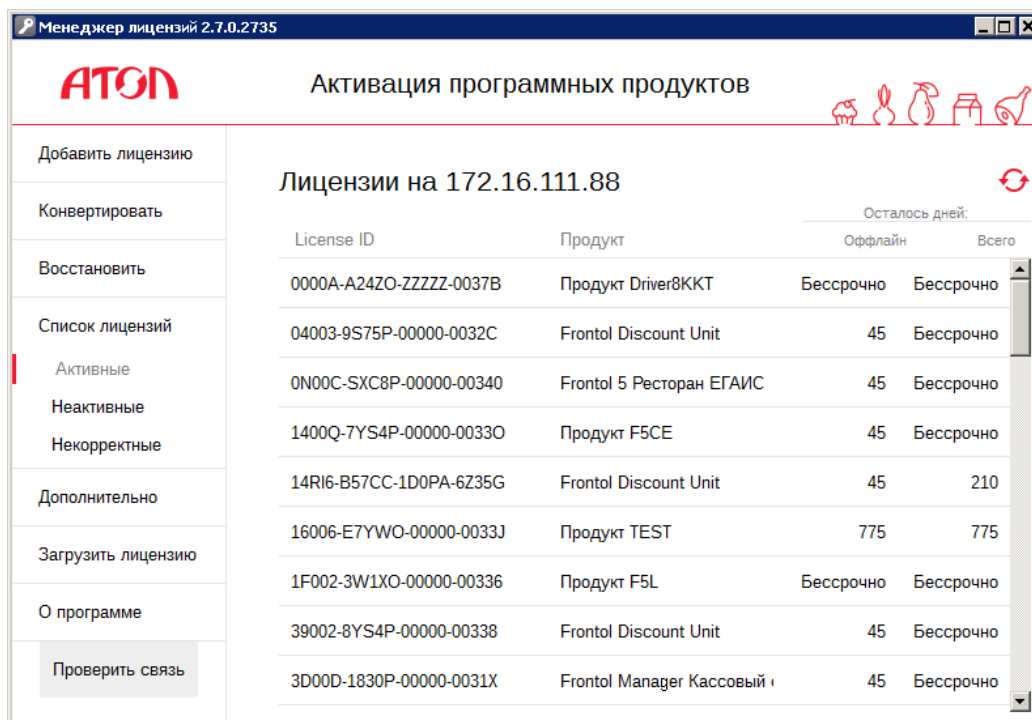 Менеджер лицензий 2.7.0.2735
АТОЛ
Активация программных продуктов
Добавить лицензию
Конвертировать
Восстановить
Список лицензий
Активные
Неактивные
Некорректные
Дополнительно
Загрузить лицензию
О программе
Проверить связь
Лицензии на 172.16.111.88
Осталось дней:
License ID Продукт Оффлайн Всего
0000A-A24ZO-ZZZZZ-0037B Продукт Driver8KKT Бессрочно Бессрочно
04003-9S75P-00000-0032C Frontol Discount Unit 45 Бессрочно
0N00C-SXC8P-00000-00340 Frontol 5 Ресторан ЕГАИС 45 Бессрочно
1400Q-7YS4P-00000-0033O Продукт F5CE 45 Бессрочно
14RI6-B57CC-1D0PA-6Z35G Frontol Discount Unit 45 210
16006-E7YWO-00000-0033J Продукт TEST 775 775
1F002-3W1XO-00000-00336 Продукт F5L Бессрочно Бессрочно
39002-8YS4P-00000-00338 Frontol Discount Unit 45 Бессрочно
3D00D-1830P-00000-0031X Frontol Manager Кассовый 45 Бессрочно